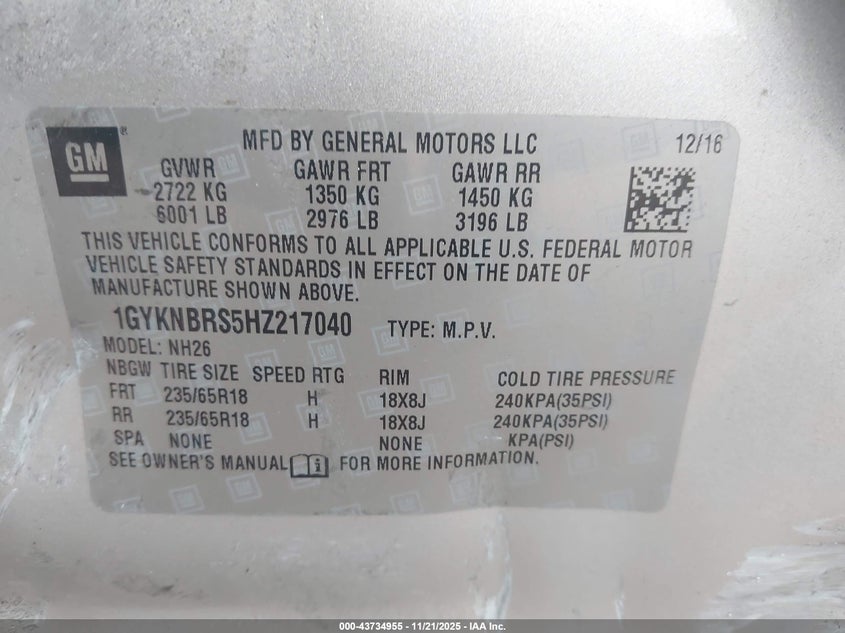 GM
MFD BY GENERAL MOTORS LLC 12/16
GVWR GAWR FRT GAWR RR
2722 KG 1350 KG 1450 KG
6001 LB 2976 LB 3196 LB
THIS VEHICLE CONFORMS TO ALL APPLICABLE U.S. FEDERAL MOTOR
VEHICLE SAFETY STANDARDS IN EFFECT ON THE DATE OF
MANUFACTURE SHOWN ABOVE.
1GYKNBRS5HZ217040 TYPE: M.P.V.
MODEL: NH26
NBGW TIRE SIZE SPEED RTG RIM COLD TIRE PRESSURE
FRT 235/65R18 H 18X8J 240KPA(35PSI)
RR 235/65R18 H 18X8J 240KPA(35PSI)
SPA NONE NONE KPA(PSI)
SEE OWNER'S MANUAL FOR MORE INFORMATION.
000-43734955 - 11/21/2025 - IAA Inc.